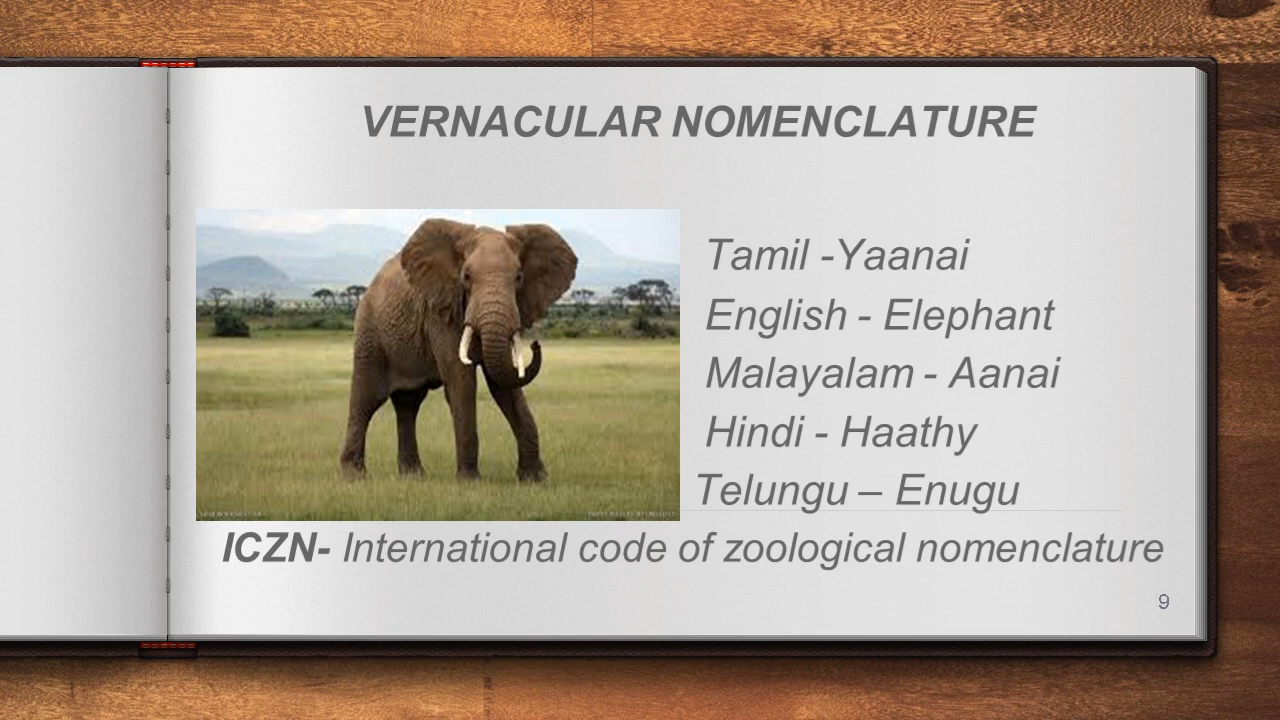 VERNACULAR NOMENCLATURE
Tamil -Yaanai
English - Elephant
Malayalam - Aanai
Hindi - Haathy
Telungu – Enugu
ICZN- International code of zoological nomenclature
9